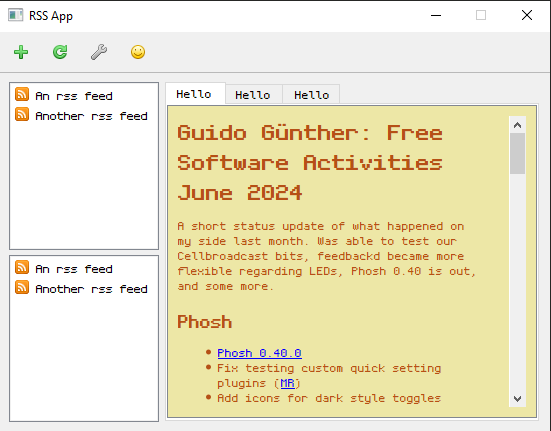 RSS App
An rss feed
Another rss feed
An rss feed
Another rss feed
Hello Hello Hello
Guido Günther: Free
Software Activities
June 2024
A short status update of what happened on
my side last month. Was able to test our
Cellbroadcast bits, feedbackd became more
flexible regarding LEDs, Phosh 0.40 is out,
and some more.
Phosh
• Phosh 0.40.0
• Fix testing custom quick setting
plugins (MR)
• Add icons for dark style toggles